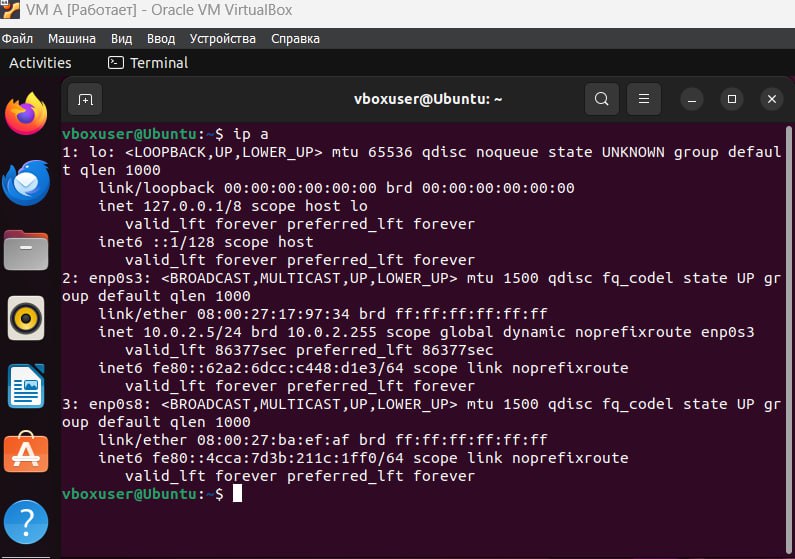 VM A [Работает] - Oracle VM VirtualBox
Файл Машина Вид Ввод Устройства Справка
Activities Terminal
vboxuser@Ubuntu: ~
vboxuser@Ubuntu:~$ ip a
1: lo: <LOOPBACK,UP,LOWER_UP> mtu 65536 qdisc noqueue state UNKNOWN group defaul
t qlen 1000
    link/loopback 00:00:00:00:00:00 brd 00:00:00:00:00:00
    inet 127.0.0.1/8 scope host lo
       valid_lft forever preferred_lft forever
    inet6 ::1/128 scope host
       valid_lft forever preferred_lft forever
2: enp0s3: <BROADCAST,MULTICAST,UP,LOWER_UP> mtu 1500 qdisc fq_codel state UP gr
oup default qlen 1000
    link/ether 08:00:27:17:97:34 brd ff:ff:ff:ff:ff:ff
    inet 10.0.2.5/24 brd 10.0.2.255 scope global dynamic noprefixroute enp0s3
       valid_lft 86377sec preferred_lft 86377sec
    inet6 fe80::62a2:6dcc:c448:d1e3/64 scope link noprefixroute
       valid_lft forever preferred_lft forever
3: enp0s8: <BROADCAST,MULTICAST,UP,LOWER_UP> mtu 1500 qdisc fq_codel state UP gr
oup default qlen 1000
    link/ether 08:00:27:ba:ef:af brd ff:ff:ff:ff:ff:ff
    inet6 fe80::4cca:7d3b:211c:1ff0/64 scope link noprefixroute
       valid_lft forever preferred_lft forever
vboxuser@Ubuntu:~$